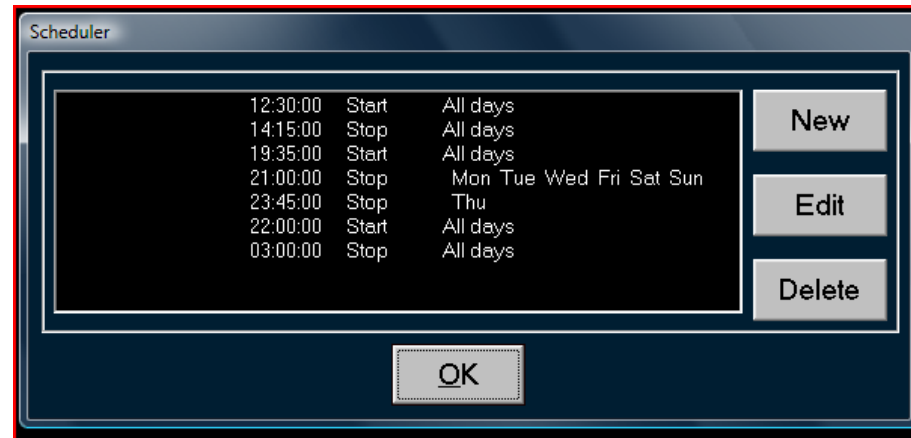 Scheduler
12:30:00 Start All days
14:15:00 Stop All days
19:35:00 Start All days
21:00:00 Stop Mon Tue Wed Fri Sat Sun
23:45:00 Stop Thu
22:00:00 Start All days
03:00:00 Stop All days
New
Edit
Delete
OK